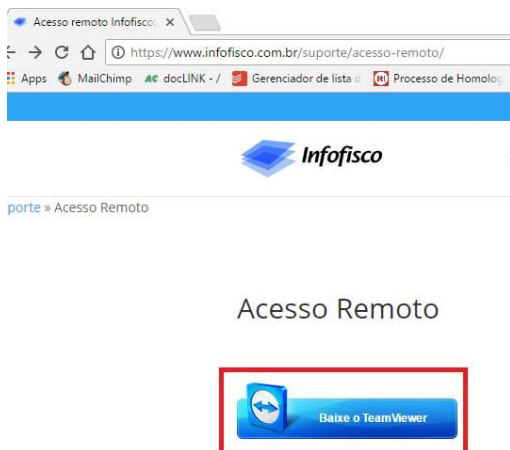 Acesso remoto Infofisco
https://www.infofisco.com.br/suporte/acesso-remoto/
Apps MailChimp AC docLINK - / Gerenciador de lista d Processo de Homolog
Infofisco
porte » Acesso Remoto
Acesso Remoto
Baixe o TeamViewer